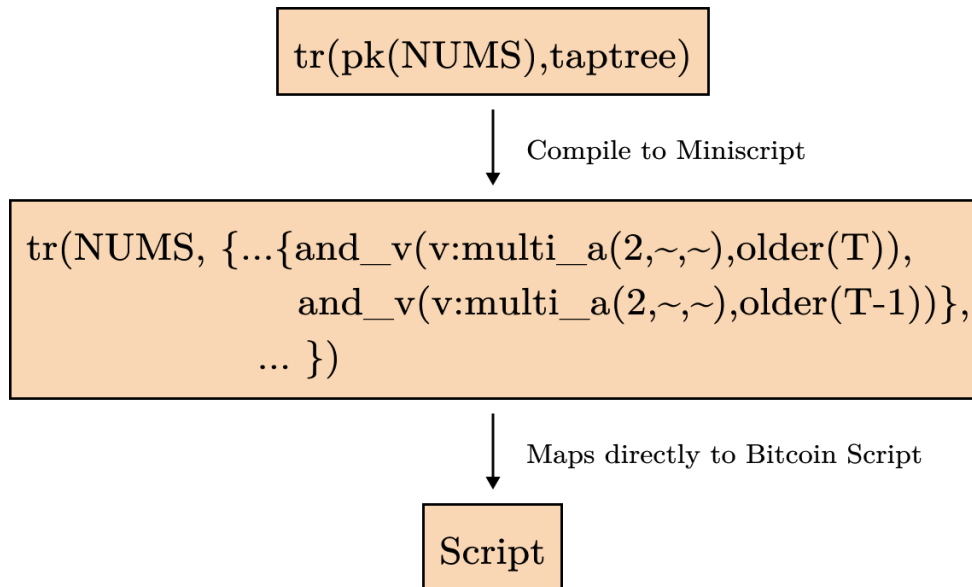 tr(pk(NUMS),taptree)
Compile to Miniscript
tr(NUMS, {...{and_v(v:multi_a(2,~,~),older(T)),
and_v(v:multi_a(2,~,~),older(T-1))},
... })
Maps directly to Bitcoin Script
Script